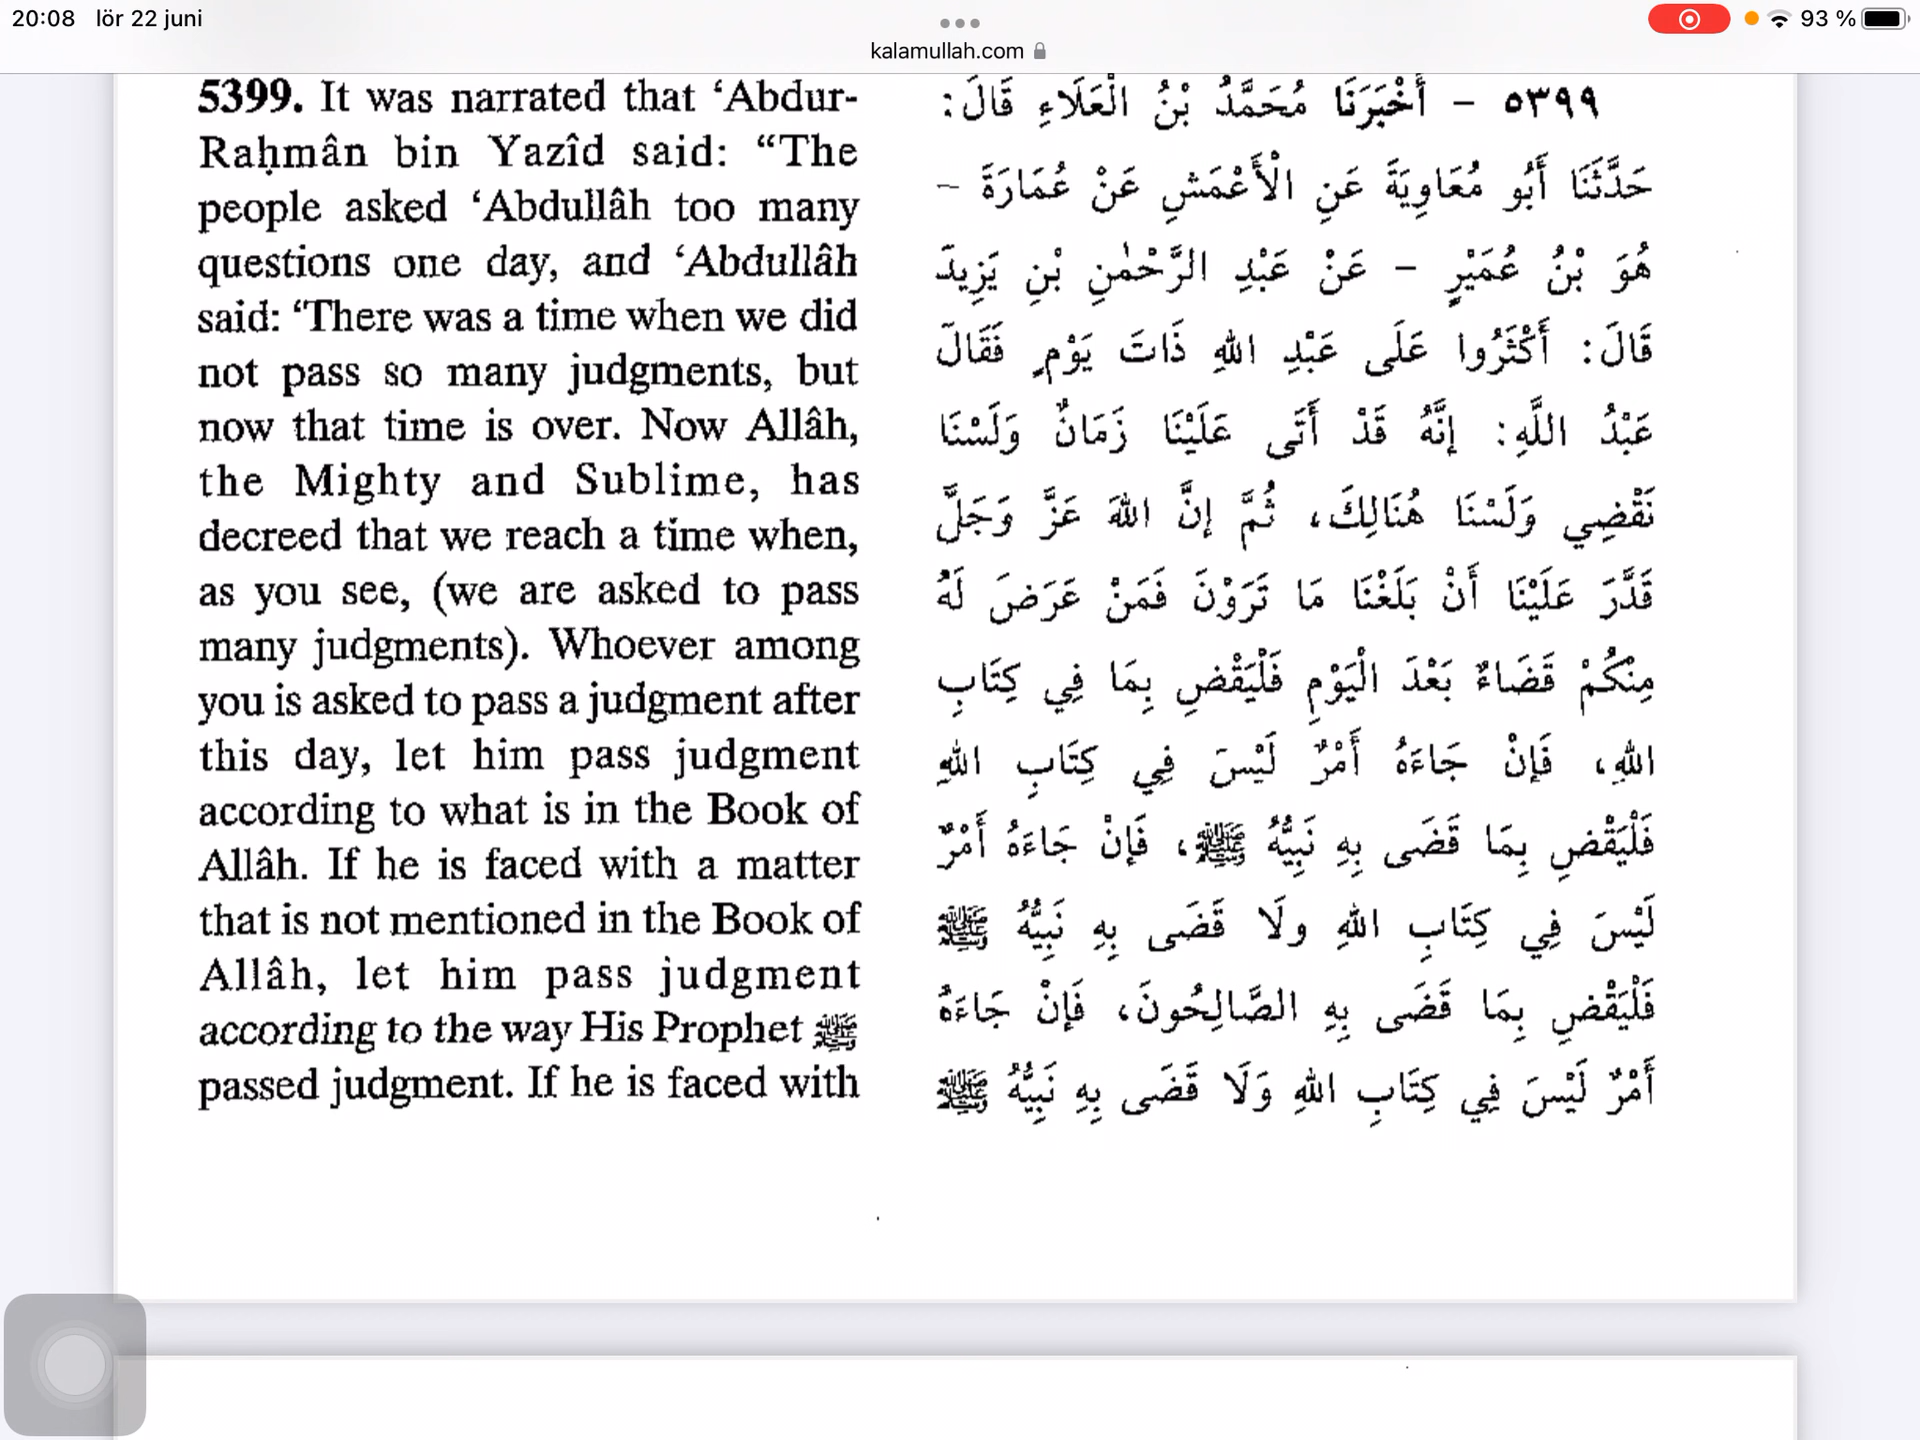 20:08 lör 22 juni
93 %
kalamullah.com
5399. It was narrated that ‘Abdur-
Raḥmân bin Yazîd said: “The
people asked ‘Abdullâh too many
questions one day, and ‘Abdullâh
said: ‘There was a time when we did
not pass so many judgments, but
now that time is over. Now Allâh,
the Mighty and Sublime, has
decreed that we reach a time when,
as you see, (we are asked to pass
many judgments). Whoever among
you is asked to pass a judgment after
this day, let him pass judgment
according to what is in the Book of
Allâh. If he is faced with a matter
that is not mentioned in the Book of
Allâh, let him pass judgment
according to the way His Prophet ﷺ
passed judgment. If he is faced with
٥٣٩٩ – أَخْبَرَنَا مُحَمَّدُ بْنُ الْعَلَاءِ قَالَ:
حَدَّثَنَا أَبُو مُعَاوِيَةَ عَنِ الْأَعْمَشِ عَنْ عُمَارَةَ –
هُوَ بْنُ عُمَيْرٍ – عَنْ عَبْدِ الرَّحْمٰنِ بْنِ يَزِيدَ
قَالَ: أَكْثَرُوا عَلَى عَبْدِ اللهِ ذَاتَ يَوْمٍ فَقَالَ
عَبْدُ اللَّهِ: إِنَّهُ قَدْ أَتَى عَلَيْنَا زَمَانٌ وَلَسْنَا
نَقْضِي وَلَسْنَا هُنَالِكَ، ثُمَّ إِنَّ اللهَ عَزَّ وَجَلَّ
قَدَّرَ عَلَيْنَا أَنْ بَلَغْنَا مَا تَرَوْنَ فَمَنْ عَرَضَ لَهُ
مِنْكُمْ قَضَاءٌ بَعْدَ الْيَوْمِ فَلْيَقْضِ بِمَا فِي كِتَابِ
اللهِ، فَإِنْ جَاءَهُ أَمْرٌ لَيْسَ فِي كِتَابِ اللهِ
فَلْيَقْضِ بِمَا قَضَى بِهِ نَبِيُّهُ ﷺ، فَإِنْ جَاءَهُ أَمْرٌ
لَيْسَ فِي كِتَابِ اللهِ ولَا قَضَى بِهِ نَبِيُّهُ ﷺ
فَلْيَقْضِ بِمَا قَضَى بِهِ الصَّالِحُونَ، فَإِنْ جَاءَهُ
أَمْرٌ لَيْسَ فِي كِتَابِ اللهِ وَلَا قَضَى بِهِ نَبِيُّهُ ﷺ